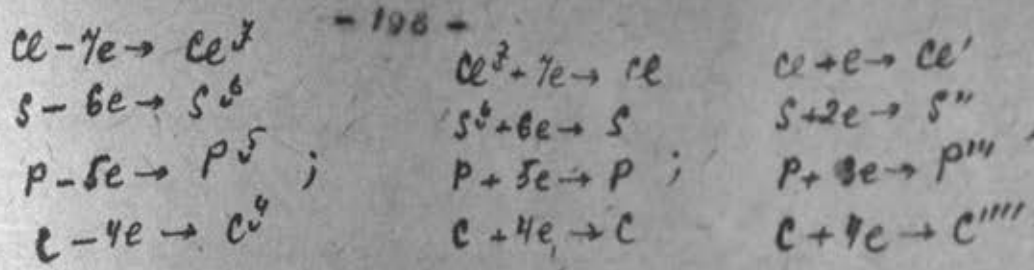 - 196 -
Cl - 7e → Cl⁷ Cl⁷ + 7e → Cl Cl + e → Cl'
S - 6e → S⁶ S⁶ + 6e → S S + 2e → S''
P - 5e → P⁵ ; P + 5e → P ; P + 3e → P'''
C - 4e → C⁴ C + 4e → C C + 4e → C''''